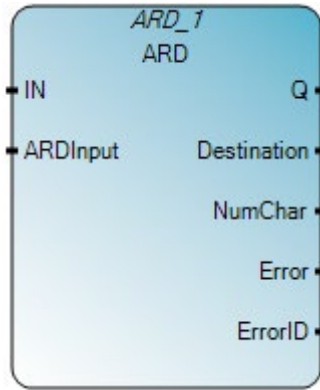 ARD_1
ARD
IN Q
ARDInput Destination
NumChar
Error
ErrorID